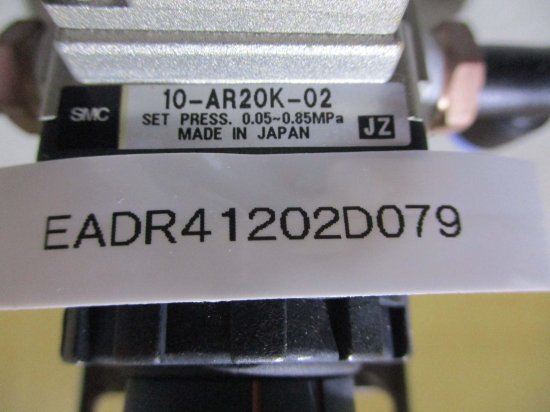 10-AR20K-02
SMC
SET PRESS. 0.05~0.85MPa
MADE IN JAPAN
JZ
EADR41202D079